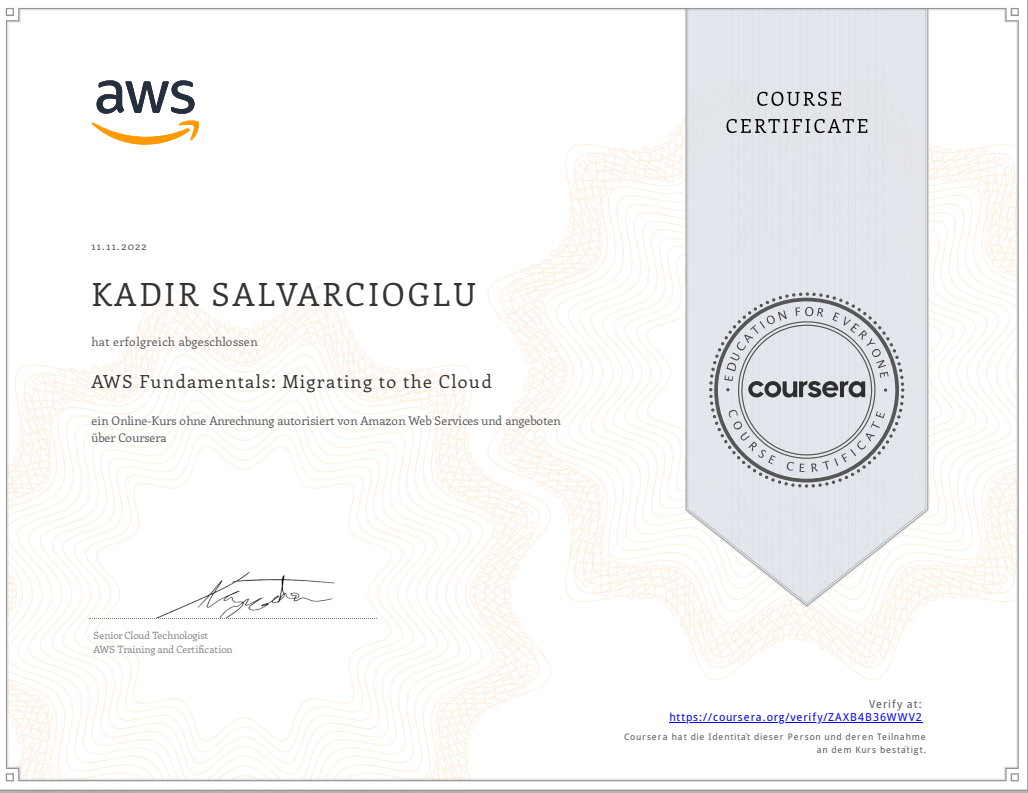 aws
COURSE
CERTIFICATE
11.11.2022
KADIR SALVARCIOGLU
hat erfolgreich abgeschlossen
AWS Fundamentals: Migrating to the Cloud
ein Online-Kurs ohne Anrechnung autorisiert von Amazon Web Services und angeboten
über Coursera
EDUCATION FOR EVERYONE
coursera
COURSE CERTIFICATE
Senior Cloud Technologist
AWS Training and Certification
Verify at:
https://coursera.org/verify/ZAXB4B36WWV2
Coursera hat die Identität dieser Person und deren Teilnahme
an dem Kurs bestätigt.